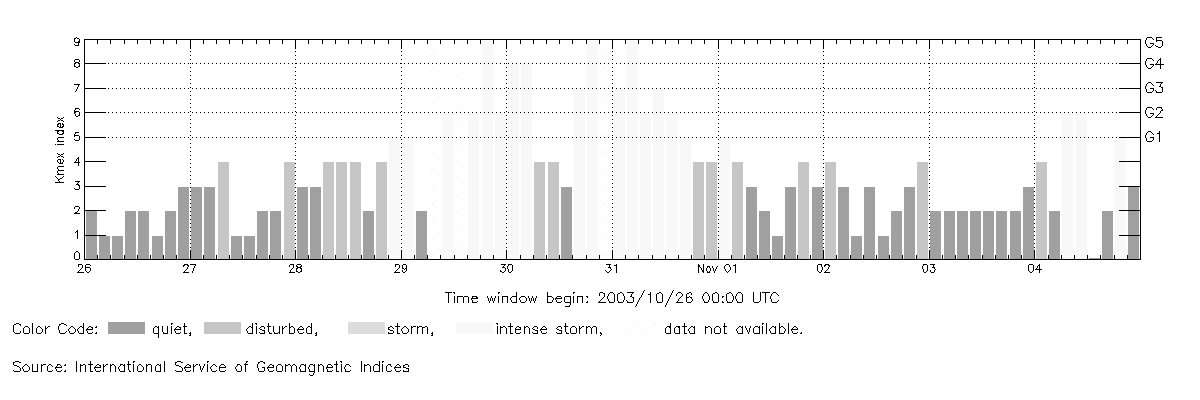 9 G5
8 G4
7 G3
6 G2
5 G1
4
3
2
1
0
Kmex index
26 27 28 29 30 31 Nov 01 02 03 04
Time window begin: 2003/10/26 00:00 UTC
Color Code: quiet, disturbed, storm, intense storm, data not available.
Source: International Service of Geomagnetic Indices